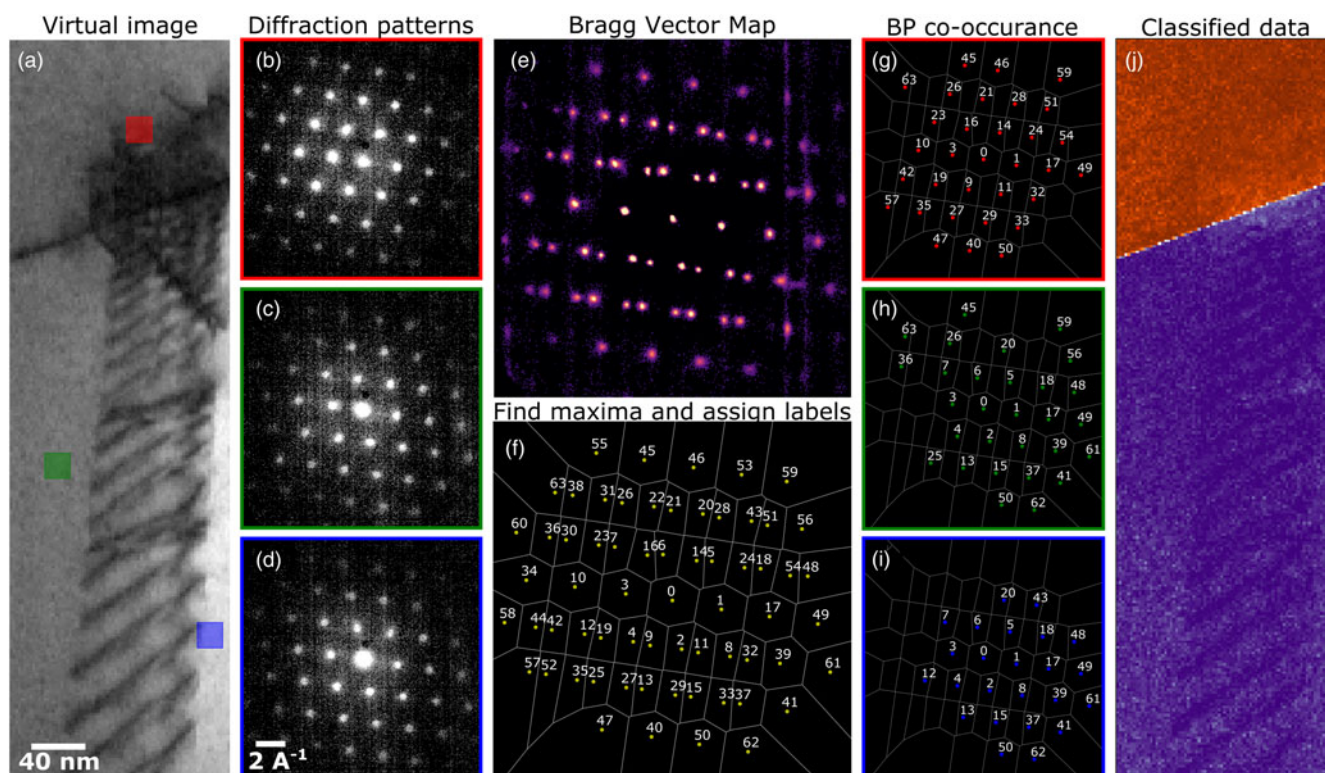 Virtual image
Diffraction patterns
Bragg Vector Map
BP co-occurance
Classified data
(a)
(b)
(e)
(g)
(j)
45 46 59
63 26 21 28 51
23 16 14 24 54
10 3 0 1 17 49
42 19 9 11 32
57 35 27 29 33
47 40 50
(c)
(h)
45 59
63 26 20 56
36 7 6 5 18 48
3 0 1 17 49
4 2 8 39 61
25 13 15 37 41
50 62
Find maxima and assign labels
(f)
55 45 46 53 59
63 38 31 26 22 21 20 28 43 51 56
60 36 30 23 7 16 6 14 5 24 18 54 48
34 10 3 0 1 17 49
58 44 42 12 19 4 9 2 11 8 32 39 61
57 52 35 25 27 13 29 15 33 37 41
47 40 50 62
(d)
(i)
20 43
7 6 5 18 48
3 0 1 17 49
12 4 2 8 39 61
13 15 37 41
50 62
40 nm
2 A⁻¹